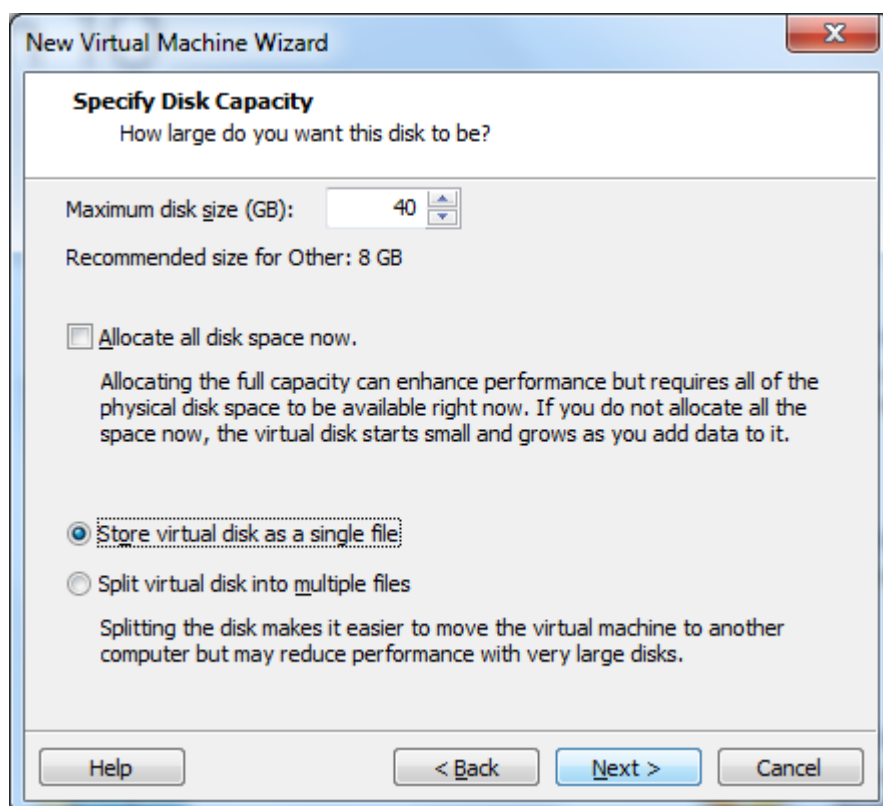 New Virtual Machine Wizard
Specify Disk Capacity
How large do you want this disk to be?
Maximum disk size (GB): 40
Recommended size for Other: 8 GB
Allocate all disk space now.
Allocating the full capacity can enhance performance but requires all of the
physical disk space to be available right now. If you do not allocate all the
space now, the virtual disk starts small and grows as you add data to it.
Store virtual disk as a single file
Split virtual disk into multiple files
Splitting the disk makes it easier to move the virtual machine to another
computer but may reduce performance with very large disks.
Help < Back Next > Cancel